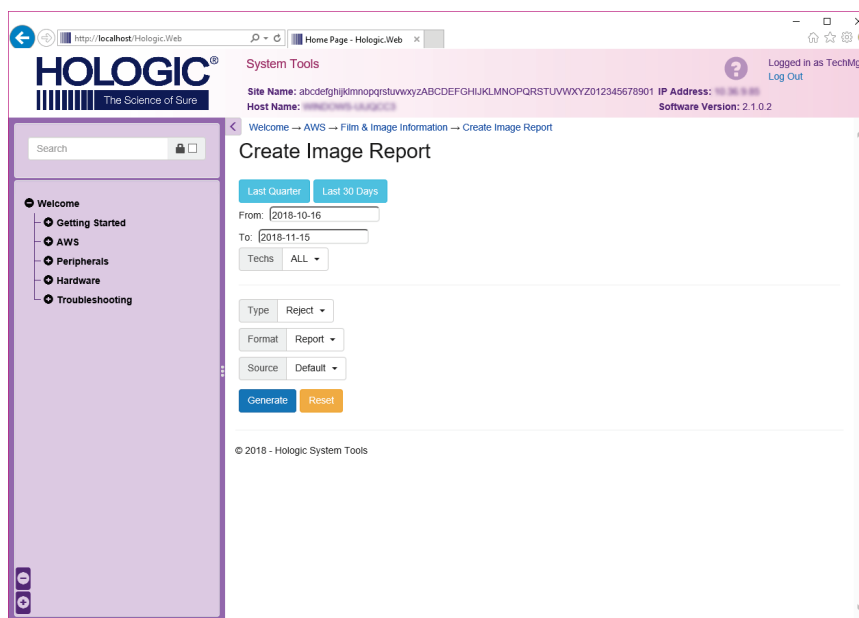 http://localhost/Hologic.Web
Home Page - Hologic.Web
HOLOGIC®
The Science of Sure
System Tools
Logged in as TechMg
Log Out
Site Name: abcdefghijklmnopqrstuvwxyzABCDEFGHIJKLMNOPQRSTUVWXYZ012345678901 IP Address:
Host Name:
Software Version: 2.1.0.2
Search
Welcome → AWS → Film & Image Information → Create Image Report
Create Image Report
Last Quarter Last 30 Days
From: 2018-10-16
To: 2018-11-15
Techs ALL
Type Reject
Format Report
Source Default
Generate Reset
Welcome
Getting Started
AWS
Peripherals
Hardware
Troubleshooting
© 2018 - Hologic System Tools